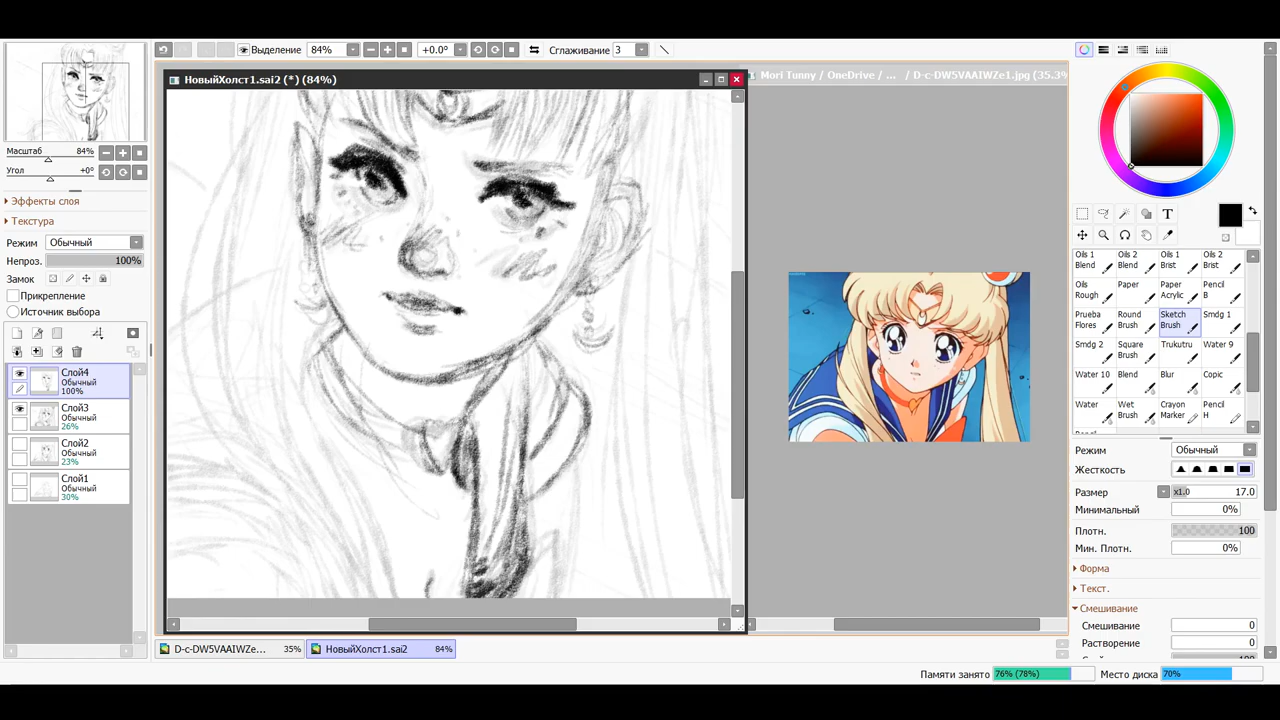 Выделение 84% +0.0° Сглаживание 3
НовыйХолст1.sai2 (*) (84%)
Mori Tunny / OneDrive / ... / D-c-DW5VAAIWZe1.jpg (35.3%
Масштаб 84%
Угол +0°
Эффекты слоя
Текстура
Режим Обычный
Непроз. 100%
Замок
Прикрепление
Источник выбора
Слой4
Обычный
100%
Слой3
Обычный
26%
Слой2
Обычный
23%
Слой1
Обычный
30%
T
Oils 1 Blend
Oils 2 Blend
Oils 1 Brist
Oils 2 Brist
Oils Rough
Paper
Paper Acrylic
Pencil B
Prueba Flores
Round Brush
Sketch Brush
Smdg 1
Smdg 2
Square Brush
Trukutru
Water 9
Water 10
Blend
Blur
Copic
Water
Wet Brush
Crayon Marker
Pencil H
Режим Обычный
Жесткость
Размер x1.0 17.0
Минимальный 0%
Плотн. 100
Мин. Плотн. 0%
Форма
Текст.
Смешивание
Смешивание 0
Растворение 0
D-c-DW5VAAIWZe... 35%
НовыйХолст1.sai2 84%
Памяти занято 76% (78%) Место диска 70%